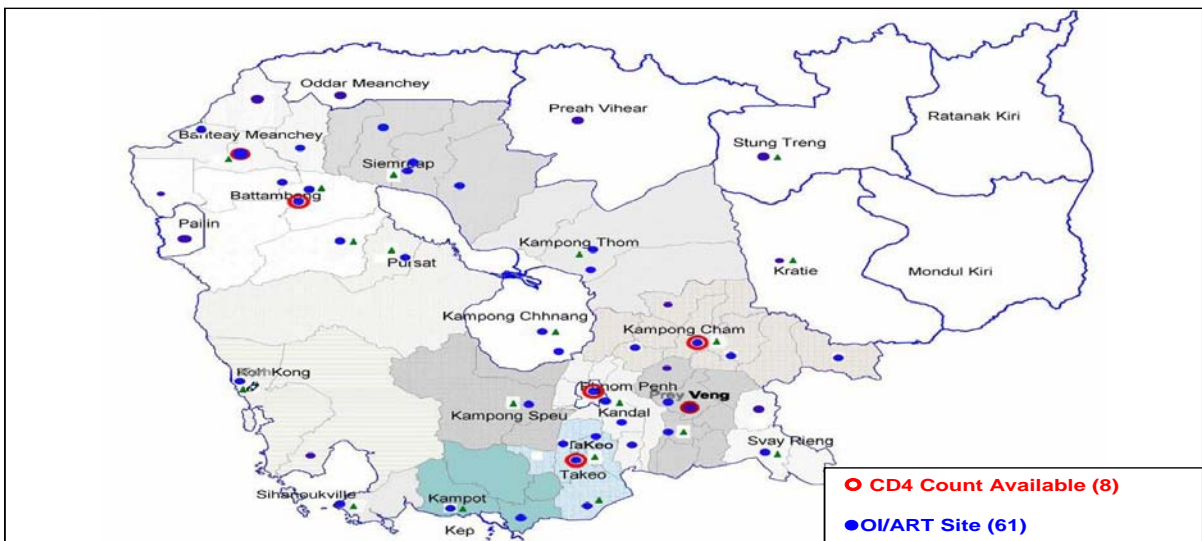 Oddar Meanchey
Preah Vihear
Ratanak Kiri
Banteay Meanchey
Stung Treng
Siemreap
Battambang
Pailin
Kampong Thom
Pursat
Kratie
Mondul Kiri
Kampong Chhnang
Kampong Cham
Koh Kong
Phnom Penh
Prey Veng
Kampong Speu
Kandal
Svay Rieng
TaKeo
Takeo
Sihanoukville
Kampot
Kep
CD4 Count Available (8)
OI/ART Site (61)